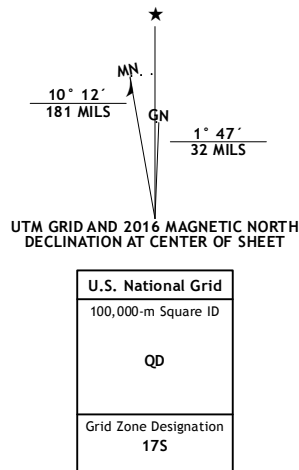 ★
MN
GN
10° 12´
181 MILS
1° 47´
32 MILS
UTM GRID AND 2016 MAGNETIC NORTH
DECLINATION AT CENTER OF SHEET
U.S. National Grid
100,000-m Square ID
QD
Grid Zone Designation
17S